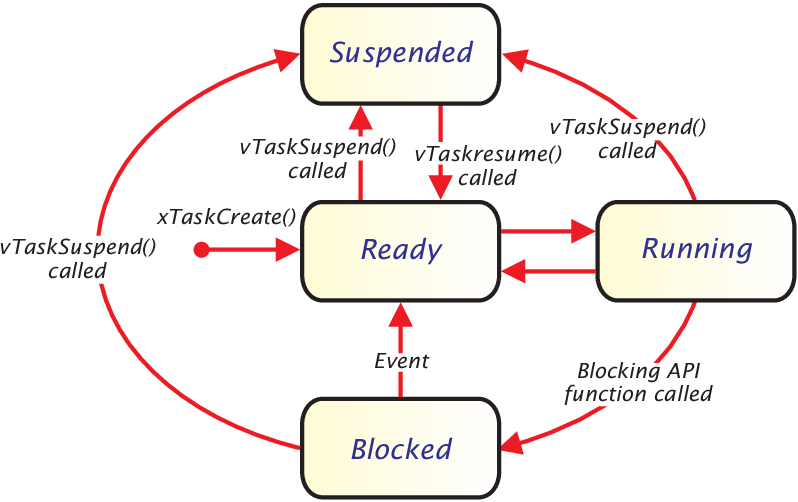 Suspended
vTaskSuspend()
called
vTaskresume()
called
vTaskSuspend()
called
xTaskCreate()
Ready
Running
vTaskSuspend()
called
Event
Blocking API
function called
Blocked